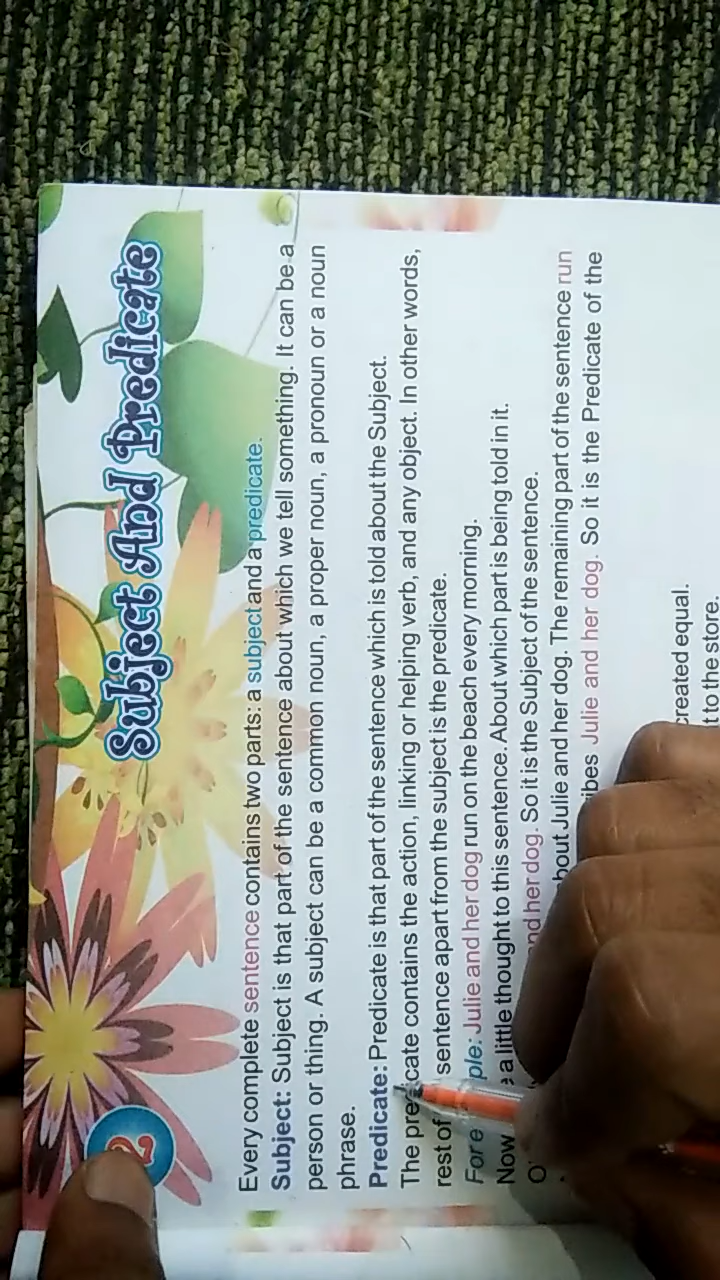 2
Subject And Predicate
Every complete sentence contains two parts: a subject and a predicate.
Subject: Subject is that part of the sentence about which we tell something. It can be a
person or thing. A subject can be a common noun, a proper noun, a pronoun or a noun
phrase.
Predicate: Predicate is that part of the sentence which is told about the Subject.
The predicate contains the action, linking or helping verb, and any object. In other words,
rest of sentence apart from the subject is the predicate.
For ple: Julie and her dog run on the beach every morning.
Now a little thought to this sentence. About which part is being told in it.
and her dog. So it is the Subject of the sentence.
about Julie and her dog. The remaining part of the sentence run
Julie and her dog. So it is the Predicate of the
created equal.
to the store.